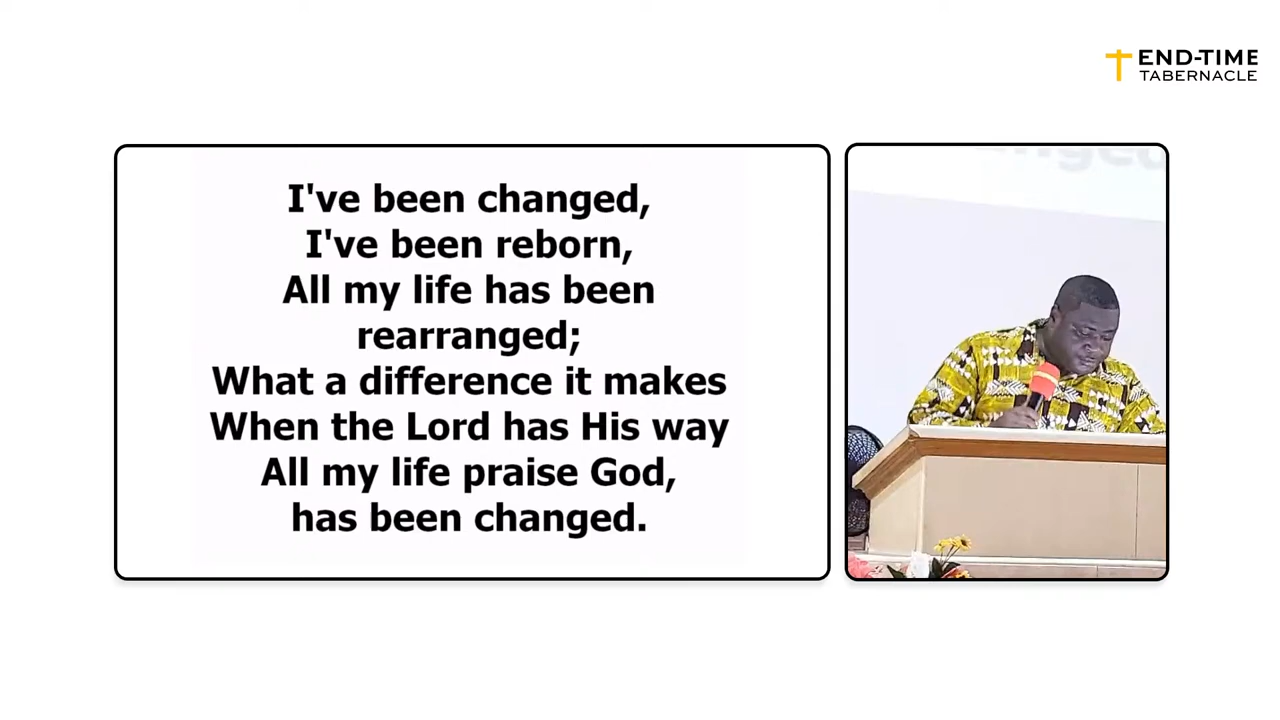 END-TIME
TABERNACLE
I've been changed,
I've been reborn,
All my life has been
rearranged;
What a difference it makes
When the Lord has His way
All my life praise God,
has been changed.